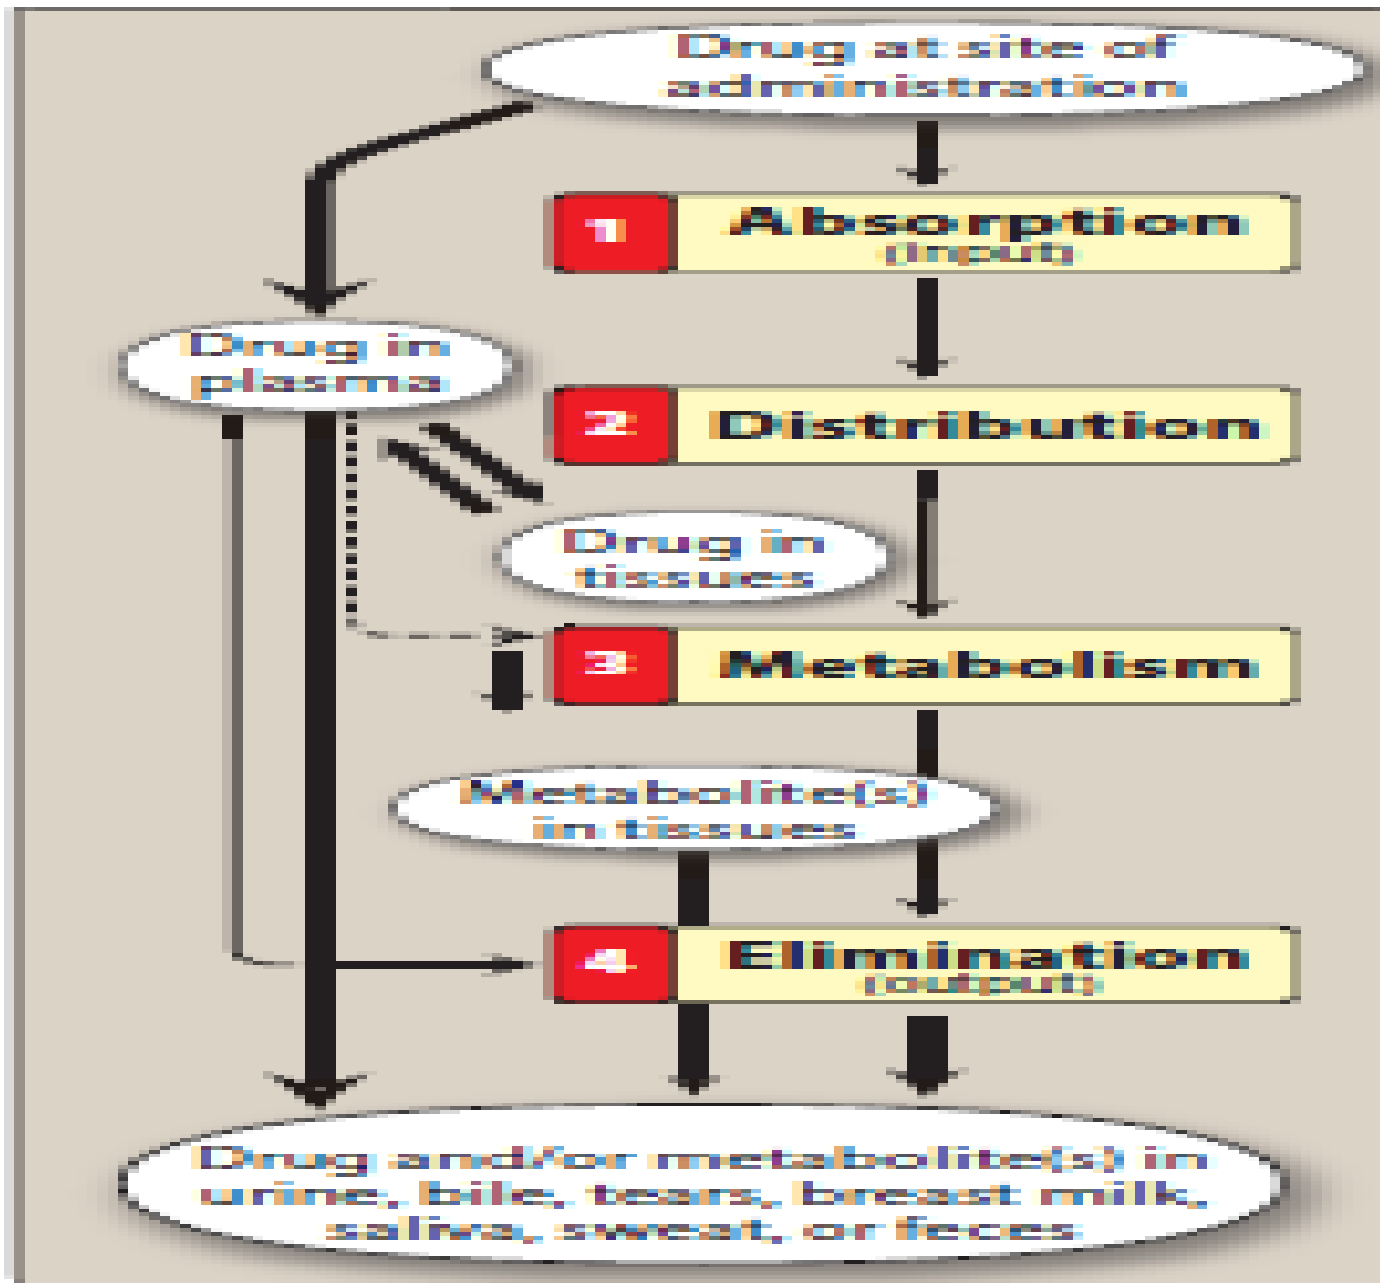 Drug at site of
administration
1
Absorption
(input)
Drug in
plasma
2
Distribution
Drug in
tissues
3
Metabolism
Metabolite(s)
in tissues
4
Elimination
(output)
Drug and/or metabolite(s) in
urine, bile, tears, breast milk,
saliva, sweat, or feces